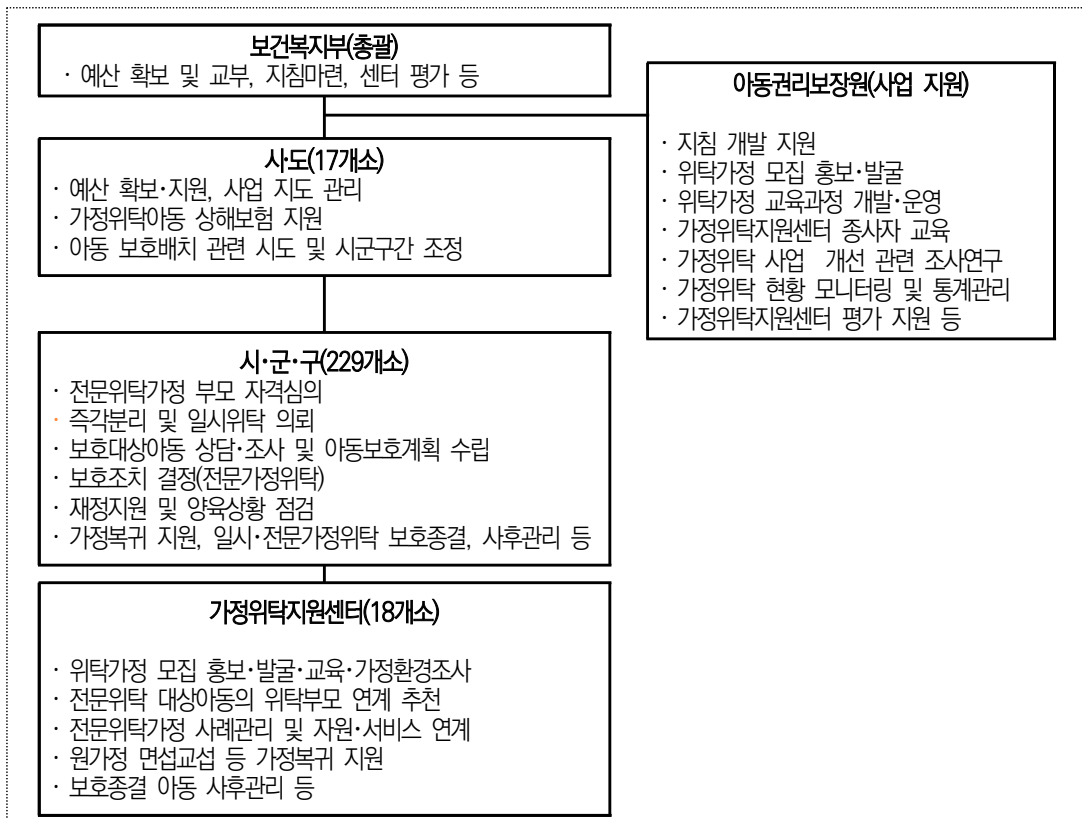 보건복지부(총괄)
· 예산 확보 및 교부, 지침마련, 센터 평가 등
아동권리보장원(사업 지원)
· 지침 개발 지원
· 위탁가정 모집 홍보·발굴
· 위탁가정 교육과정 개발·운영
· 가정위탁지원센터 종사자 교육
· 가정위탁 사업 개선 관련 조사연구
· 가정위탁 현황 모니터링 및 통계관리
· 가정위탁지원센터 평가 지원 등
시·도(17개소)
· 예산 확보·지원, 사업 지도 관리
· 가정위탁아동 상해보험 지원
· 아동 보호배치 관련 시도 및 시군구간 조정
시·군·구(229개소)
· 전문위탁가정 부모 자격심의
· 즉각분리 및 일시위탁 의뢰
· 보호대상아동 상담·조사 및 아동보호계획 수립
· 보호조치 결정(전문가정위탁)
· 재정지원 및 양육상황 점검
· 가정복귀 지원, 일시·전문가정위탁 보호종결, 사후관리 등
가정위탁지원센터(18개소)
· 위탁가정 모집 홍보·발굴·교육·가정환경조사
· 전문위탁 대상아동의 위탁부모 연계 추천
· 전문위탁가정 사례관리 및 자원·서비스 연계
· 원가정 면섭교섭 등 가정복귀 지원
· 보호종결 아동 사후관리 등